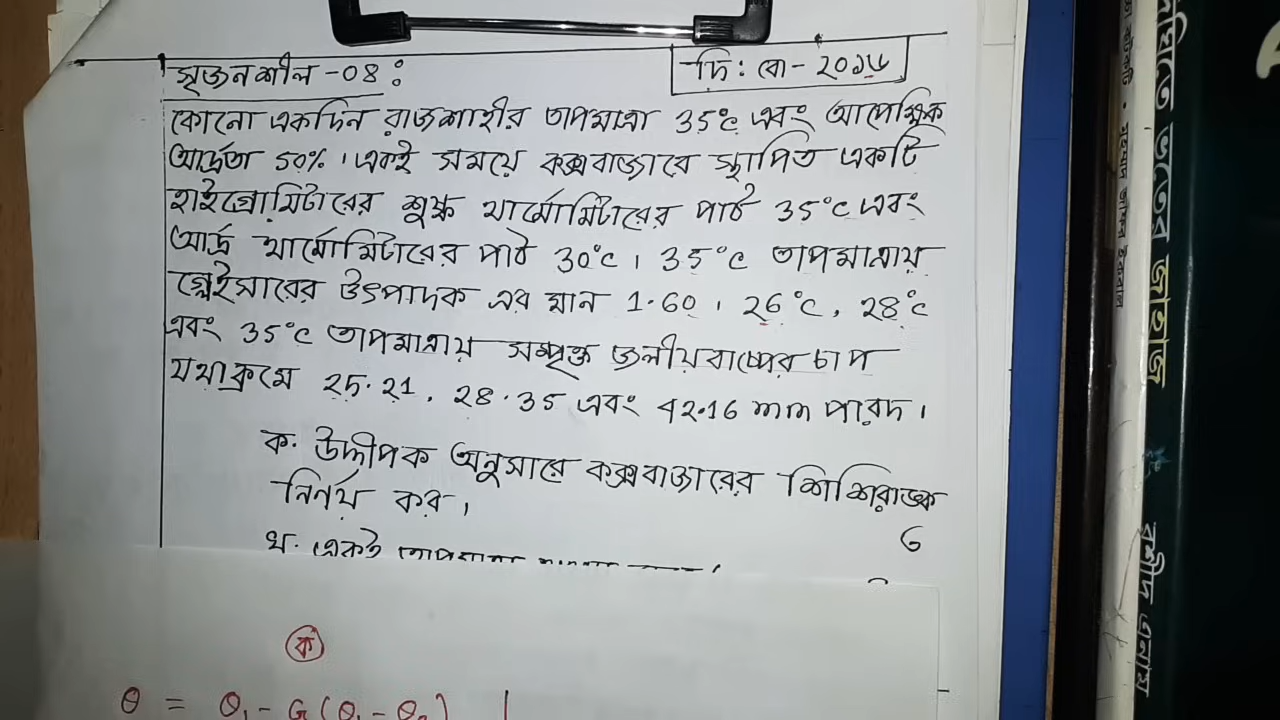 সৃজনশীল -০৪ :
দি: বো - ২০১৬
কোনো একদিন রাজশাহীর তাপমাত্রা 35°c এবং আপেক্ষিক
আর্দ্রতা 50% । একই সময়ে কক্সবাজারে স্থাপিত একটি
হাইগ্রোমিটারের শুষ্ক থার্মোমিটারের পাঠ 35°c এবং
আর্দ্র থার্মোমিটারের পাঠ 30°c । 35°c তাপমাত্রায়
গ্লেইসারের উৎপাদক এর মান 1.60 । 26°c, 28°c
এবং 35°c তাপমাত্রায় সম্পৃক্ত জলীয়বাষ্পের চাপ
যথাক্রমে 25.21, 28.35 এবং 42.16 mm পারদ ।
ক. উদ্দীপক অনুসারে কক্সবাজারের শিশিরাঙ্ক
নির্ণয় কর ।
খ. একই
ক
θ = θ₁ - G (θ₁ - θ₂)